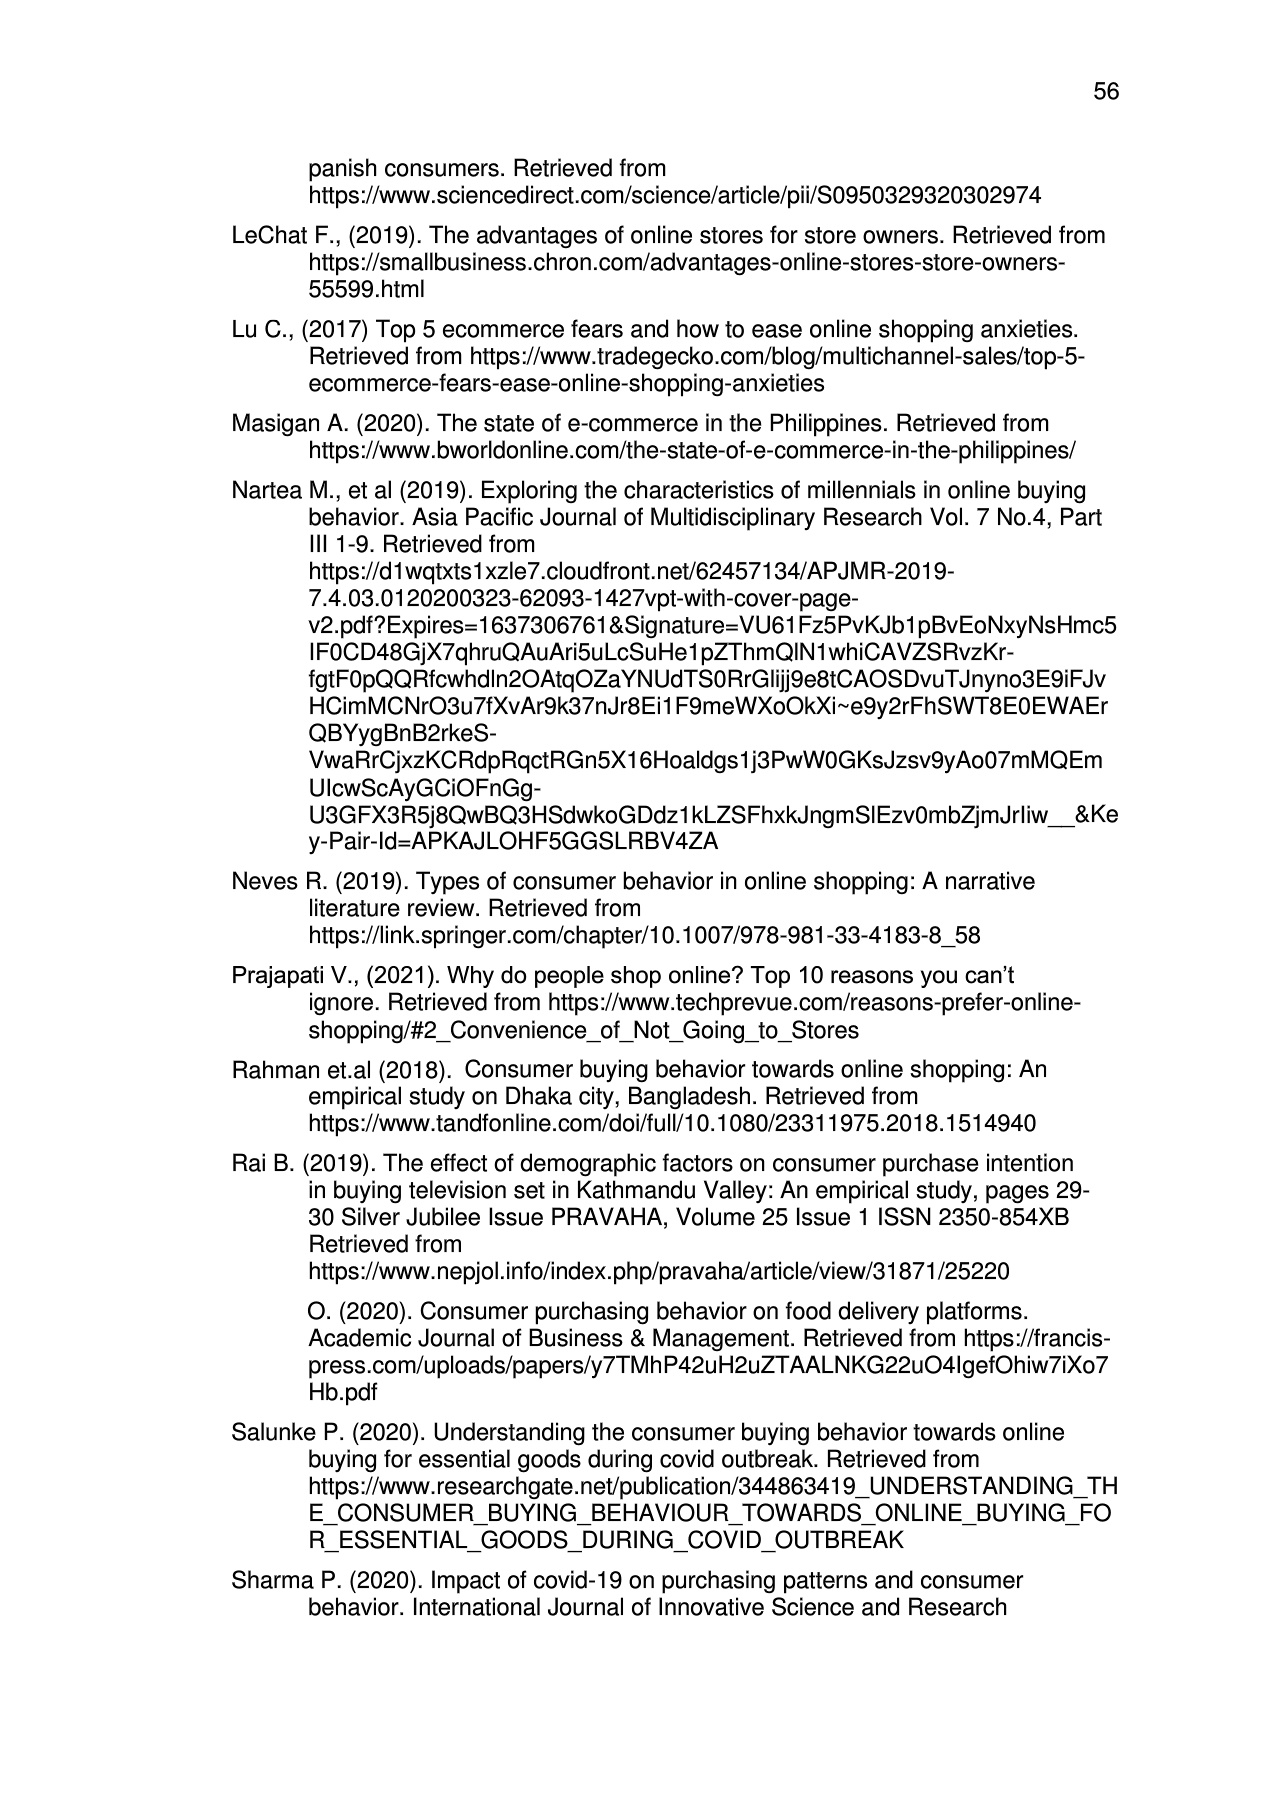 56
panish consumers. Retrieved from
https://www.sciencedirect.com/science/article/pii/S0950329320302974
LeChat F., (2019). The advantages of online stores for store owners. Retrieved from
https://smallbusiness.chron.com/advantages-online-stores-store-owners-
55599.html
Lu C., (2017) Top 5 ecommerce fears and how to ease online shopping anxieties.
Retrieved from https://www.tradegecko.com/blog/multichannel-sales/top-5-
ecommerce-fears-ease-online-shopping-anxieties
Masigan A. (2020). The state of e-commerce in the Philippines. Retrieved from
https://www.bworldonline.com/the-state-of-e-commerce-in-the-philippines/
Nartea M., et al (2019). Exploring the characteristics of millennials in online buying
behavior. Asia Pacific Journal of Multidisciplinary Research Vol. 7 No.4, Part
III 1-9. Retrieved from
https://d1wqtxts1xzle7.cloudfront.net/62457134/APJMR-2019-
7.4.03.0120200323-62093-1427vpt-with-cover-page-
v2.pdf?Expires=1637306761&Signature=VU61Fz5PvKJb1pBvEoNxyNsHmc5
IF0CD48GjX7qhruQAuAri5uLcSuHe1pZThmQlN1whiCAVZSRvzKr-
fgtF0pQQRfcwhdln2OAtqOZaYNUdTS0RrGlijj9e8tCAOSDvuTJnyno3E9iFJv
HCimMCNrO3u7fXvAr9k37nJr8Ei1F9meWXoOkXi~e9y2rFhSWT8E0EWAEr
QBYygBnB2rkeS-
VwaRrCjxzKCRdpRqctRGn5X16Hoaldgs1j3PwW0GKsJzsv9yAo07mMQEm
UIcwScAyGCiOFnGg-
U3GFX3R5j8QwBQ3HSdwkoGDdz1kLZSFhxkJngmSlEzv0mbZjmJrIiw__&Ke
y-Pair-Id=APKAJLOHF5GGSLRBV4ZA
Neves R. (2019). Types of consumer behavior in online shopping: A narrative
literature review. Retrieved from
https://link.springer.com/chapter/10.1007/978-981-33-4183-8_58
Prajapati V., (2021). Why do people shop online? Top 10 reasons you can’t
ignore. Retrieved from https://www.techprevue.com/reasons-prefer-online-
shopping/#2_Convenience_of_Not_Going_to_Stores
Rahman et.al (2018). Consumer buying behavior towards online shopping: An
empirical study on Dhaka city, Bangladesh. Retrieved from
https://www.tandfonline.com/doi/full/10.1080/23311975.2018.1514940
Rai B. (2019). The effect of demographic factors on consumer purchase intention
in buying television set in Kathmandu Valley: An empirical study, pages 29-
30 Silver Jubilee Issue PRAVAHA, Volume 25 Issue 1 ISSN 2350-854XB
Retrieved from
https://www.nepjol.info/index.php/pravaha/article/view/31871/25220
O. (2020). Consumer purchasing behavior on food delivery platforms.
Academic Journal of Business & Management. Retrieved from https://francis-
press.com/uploads/papers/y7TMhP42uH2uZTAALNKG22uO4IgefOhiw7iXo7
Hb.pdf
Salunke P. (2020). Understanding the consumer buying behavior towards online
buying for essential goods during covid outbreak. Retrieved from
https://www.researchgate.net/publication/344863419_UNDERSTANDING_TH
E_CONSUMER_BUYING_BEHAVIOUR_TOWARDS_ONLINE_BUYING_FO
R_ESSENTIAL_GOODS_DURING_COVID_OUTBREAK
Sharma P. (2020). Impact of covid-19 on purchasing patterns and consumer
behavior. International Journal of Innovative Science and Research